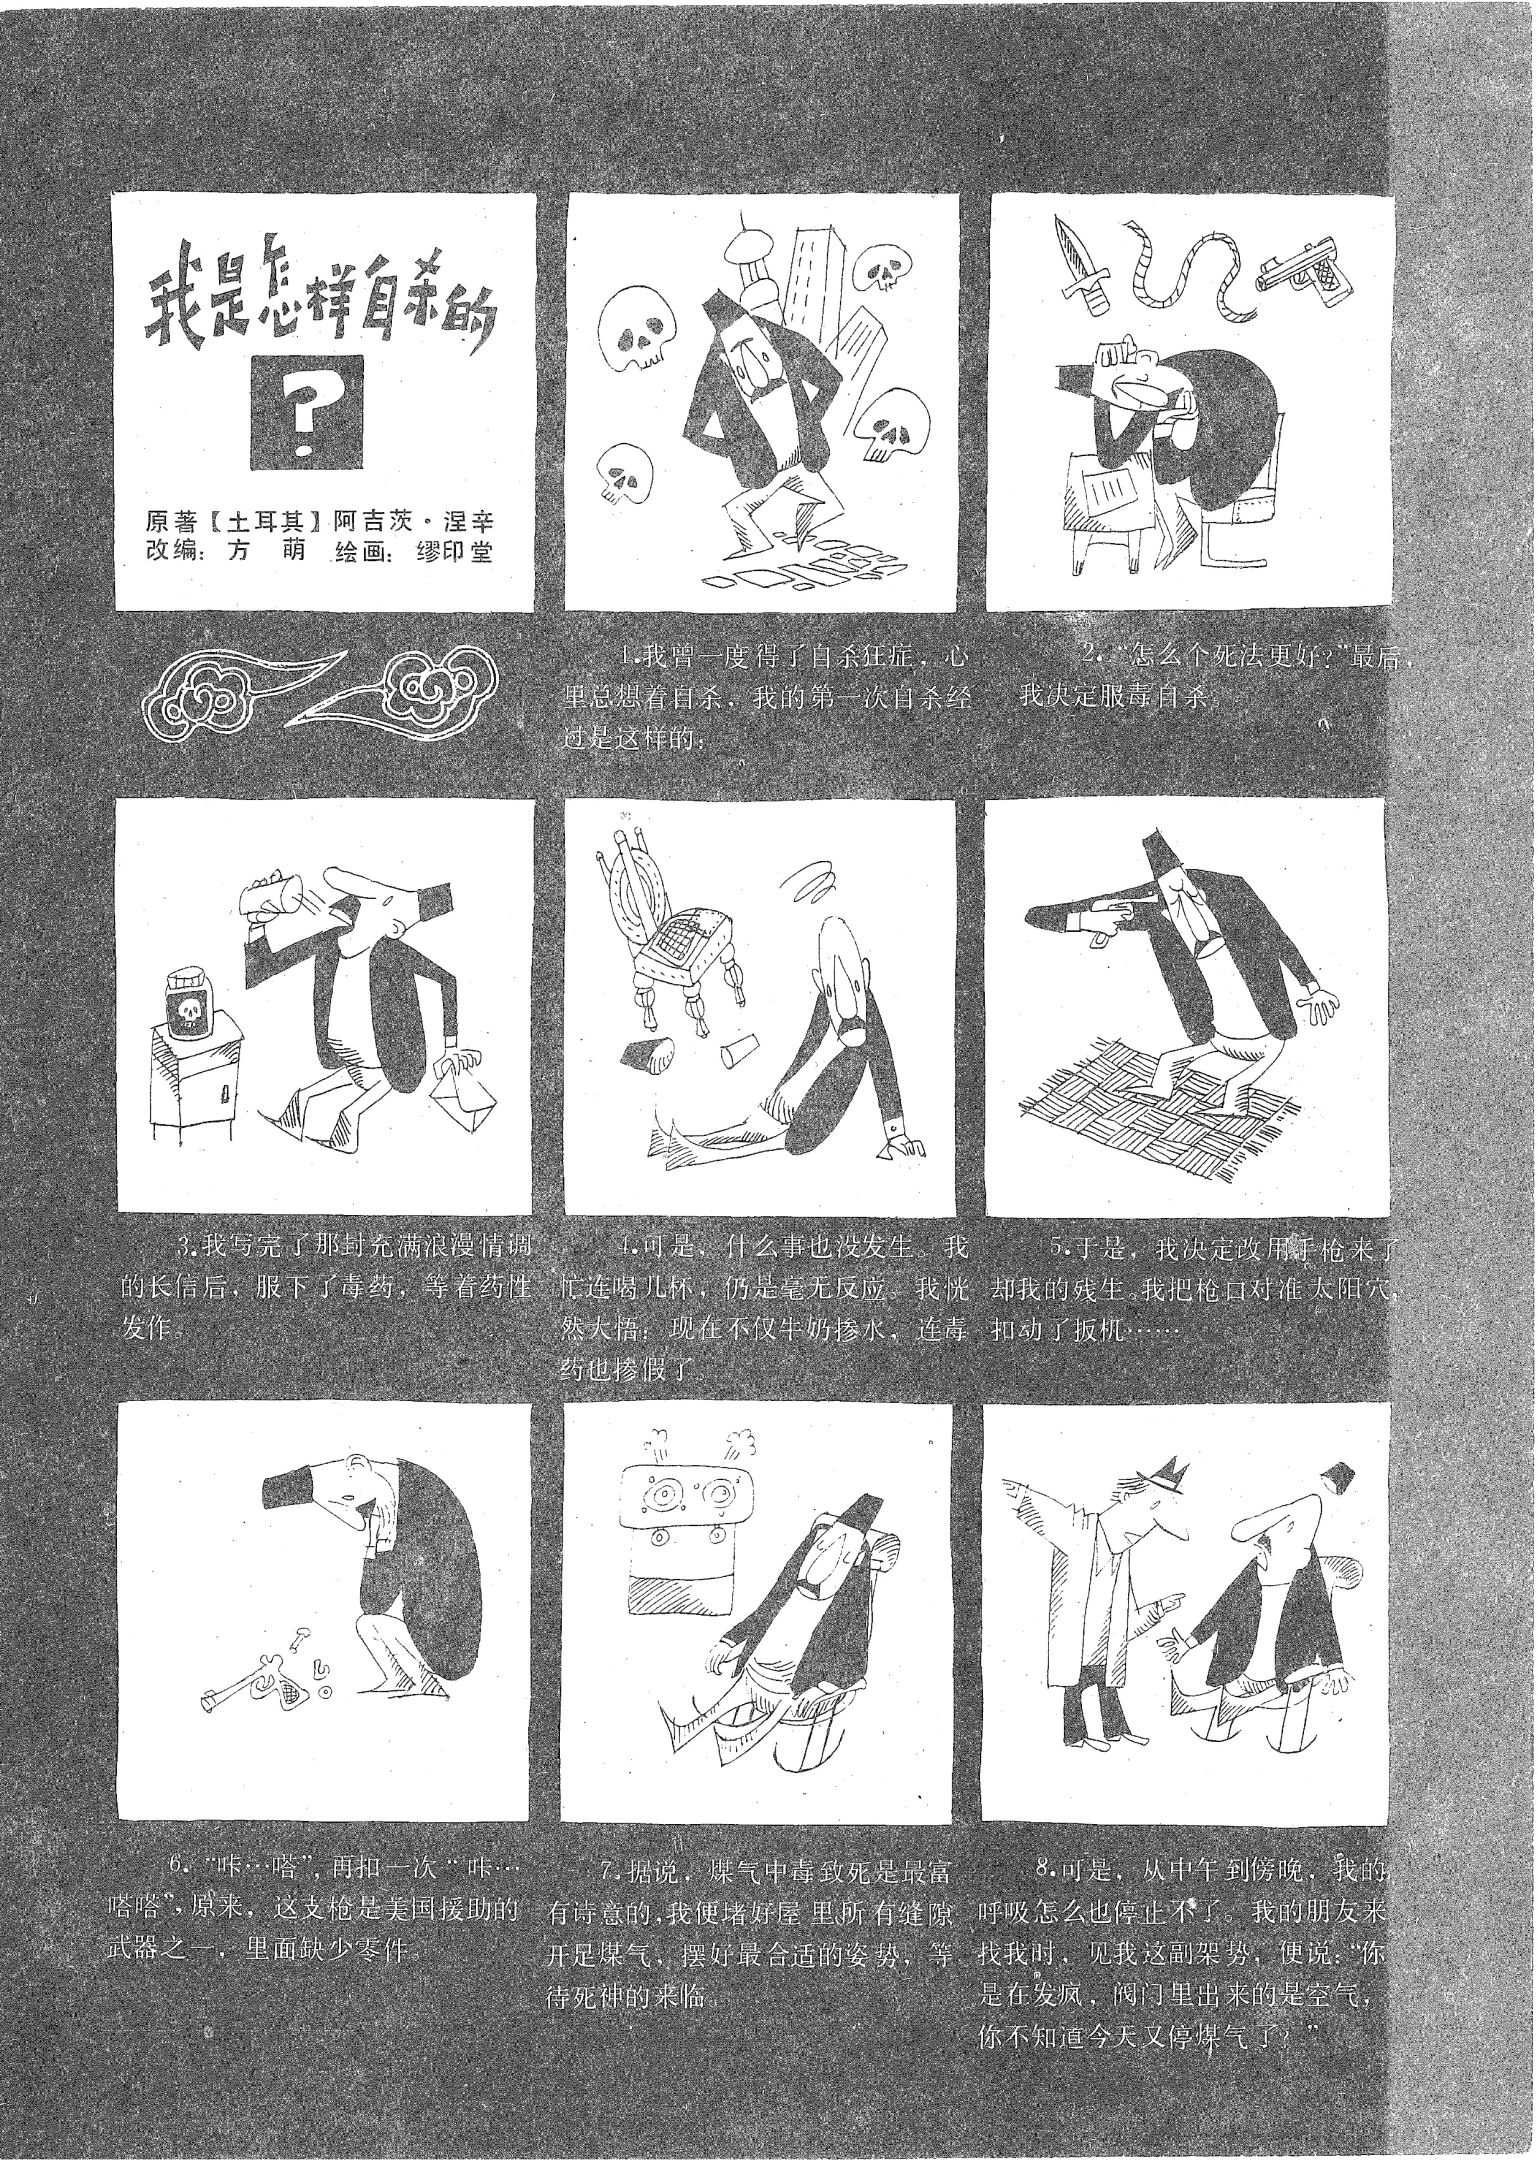 我是怎样自杀的
?
原著【土耳其】阿吉茨·涅辛
改编：方 萌 绘画：缪印堂
1.我曾一度得了自杀狂症，心
里总想着自杀，我的第一次自杀经
过是这样的：
2.“怎么个死法更好？”最后，
我决定服毒自杀。
3.我写完了那封充满浪漫情调
的长信后，服下了毒药，等着药性
发作。
4.可是，什么事也没发生。我
忙连喝几杯，仍是毫无反应。我恍
然大悟：现在不仅牛奶掺水，连毒
药也掺假了。
5.于是，我决定改用手枪来了
却我的残生。我把枪口对准太阳穴，
扣动了扳机……
6.“咔…嗒”，再扣一次“咔…
嗒嗒”，原来，这支枪是美国援助的
武器之一，里面缺少零件。
7.据说，煤气中毒致死是最富
有诗意的，我便堵好屋里所有缝隙
开足煤气，摆好最合适的姿势，等
待死神的来临。
8.可是，从中午到傍晚，我的
呼吸怎么也停止不了。我的朋友来
找我时，见我这副架势，便说：“你
是在发疯，阀门里出来的是空气，
你不知道今天又停煤气了？”